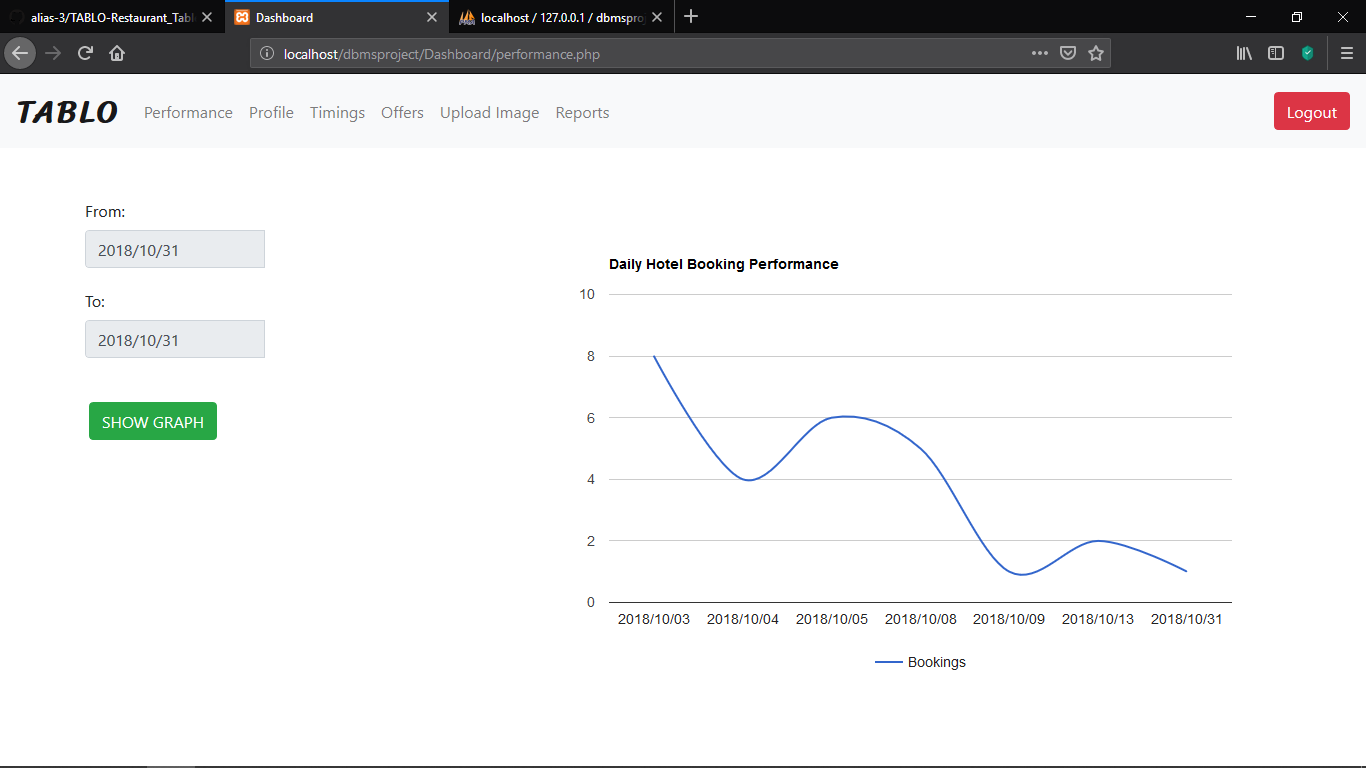 alias-3/TABLO-Restaurant_Tabl
Dashboard
localhost / 127.0.0.1 / dbmsproj
localhost/dbmsproject/Dashboard/performance.php
TABLO
Performance Profile Timings Offers Upload Image Reports
Logout
From:
2018/10/31
To:
2018/10/31
SHOW GRAPH
Daily Hotel Booking Performance
10
8
6
4
2
0
2018/10/03 2018/10/04 2018/10/05 2018/10/08 2018/10/09 2018/10/13 2018/10/31
Bookings